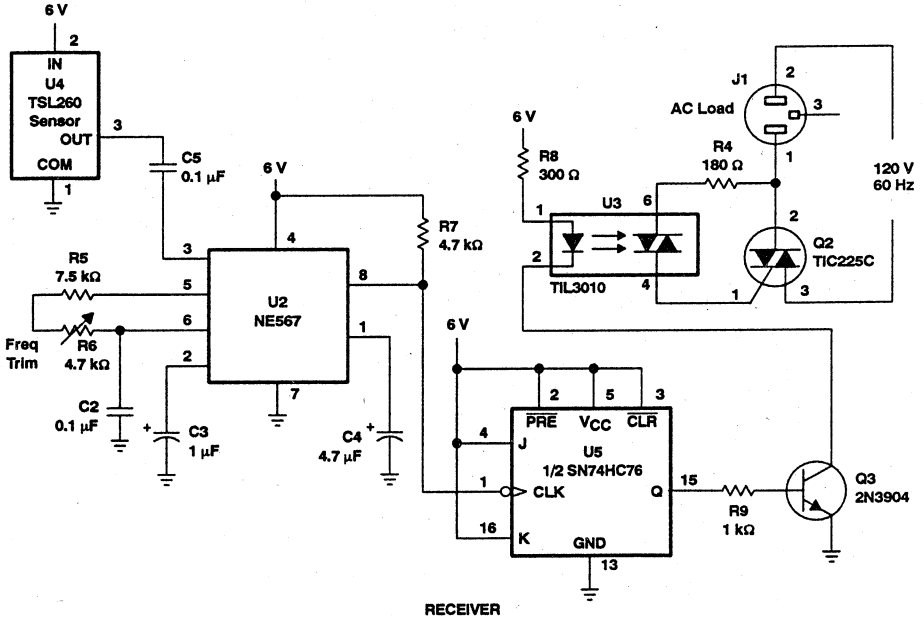 6 V
2
IN
U4
TSL260
Sensor
OUT
3
COM
1
C5
0.1 µF
6 V
4
R7
4.7 kΩ
3
R5
7.5 kΩ
5
8
U2
NE567
6
1
Freq
Trim
R6
4.7 kΩ
2
7
C2
0.1 µF
+
C3
1 µF
C4
4.7 µF
+
6 V
R8
300 Ω
1
U3
6
2
4
TIL3010
R4
180 Ω
J1
AC Load
2
3
1
120 V
60 Hz
2
Q2
TIC225C
1
3
6 V
2
5
3
PRE
VCC
CLR
4
J
U5
1/2 SN74HC76
1
CLK
Q
15
R9
1 kΩ
Q3
2N3904
16
K
GND
13
RECEIVER